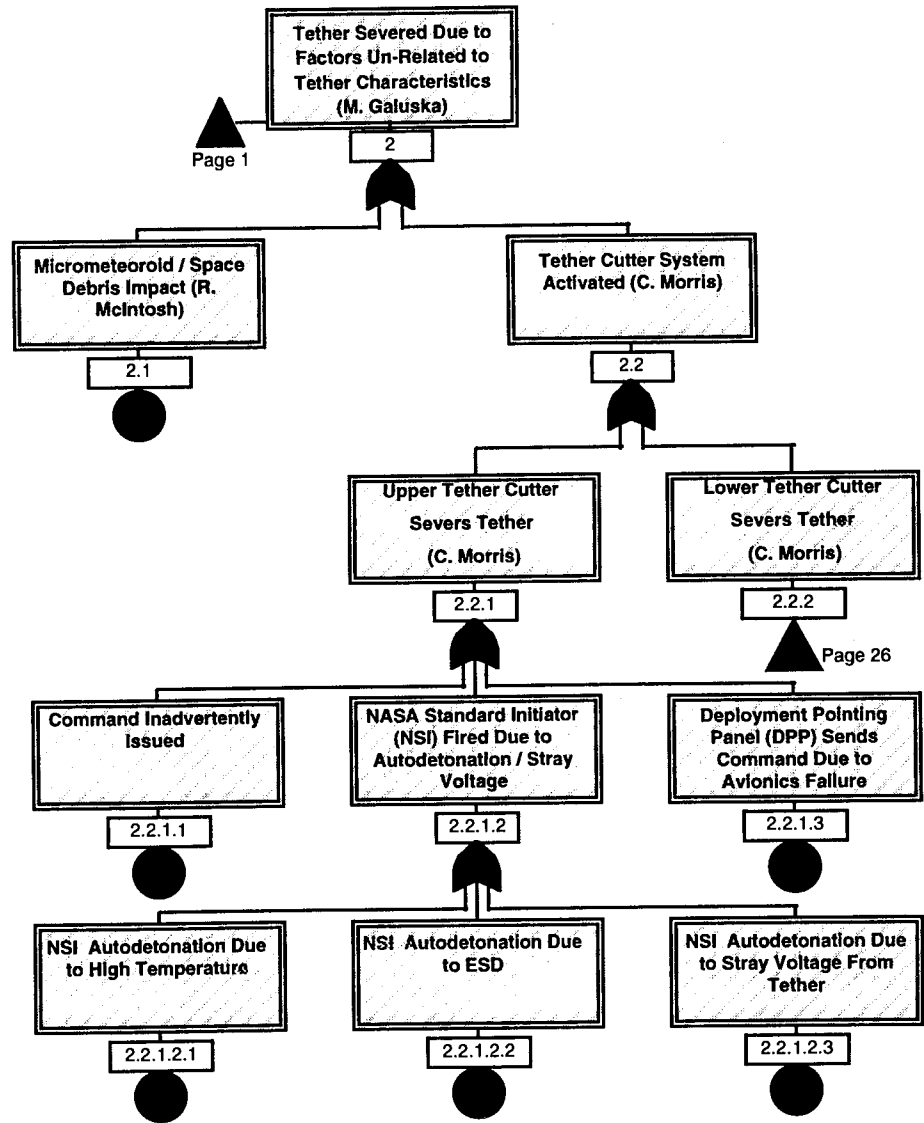 Tether Severed Due to
Factors Un-Related to
Tether Characteristics
(M. Galuska)
Page 1
2
Micrometeoroid / Space
Debris Impact (R.
McIntosh)
2.1
Tether Cutter System
Activated (C. Morris)
2.2
Upper Tether Cutter
Severs Tether
(C. Morris)
2.2.1
Lower Tether Cutter
Severs Tether
(C. Morris)
2.2.2
Page 26
Command Inadvertently
Issued
2.2.1.1
NASA Standard Initiator
(NSI) Fired Due to
Autodetonation / Stray
Voltage
2.2.1.2
Deployment Pointing
Panel (DPP) Sends
Command Due to
Avionics Failure
2.2.1.3
NSI Autodetonation Due
to High Temperature
2.2.1.2.1
NSI Autodetonation Due
to ESD
2.2.1.2.2
NSI Autodetonation Due
to Stray Voltage From
Tether
2.2.1.2.3